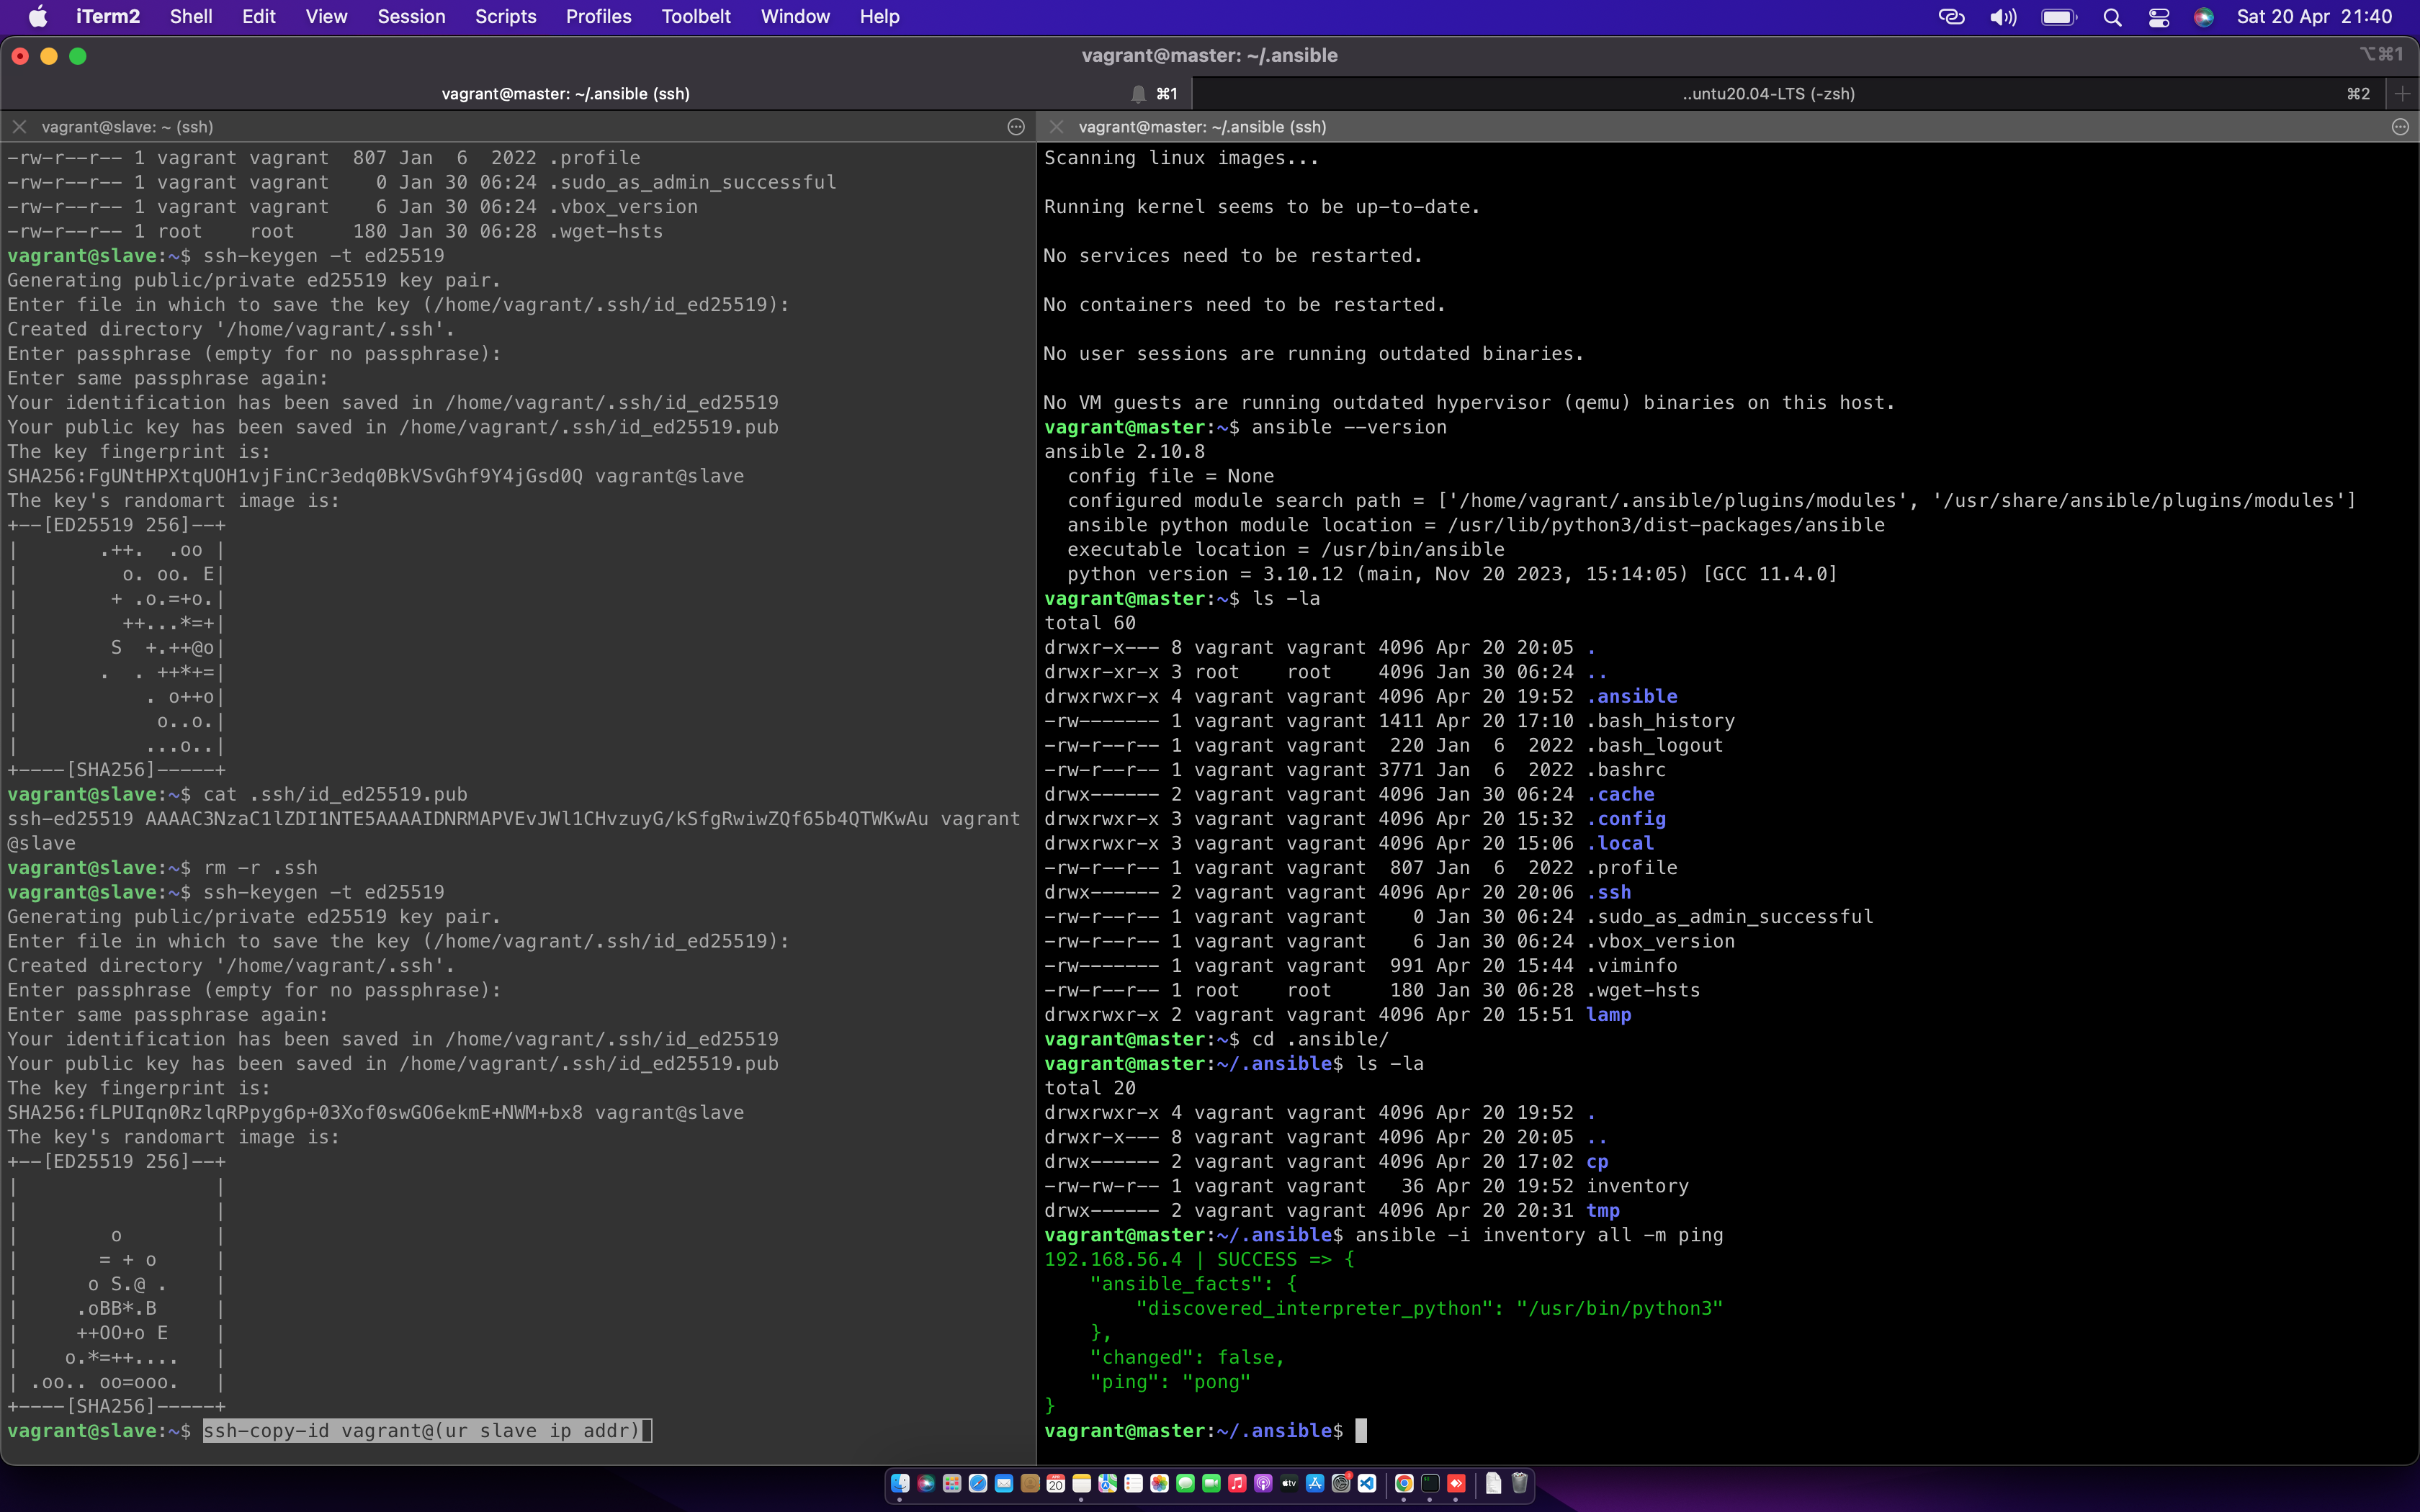 iTerm2 Shell Edit View Session Scripts Profiles Toolbelt Window Help Sat 20 Apr 21:40
vagrant@master: ~/.ansible ⌥⌘1
vagrant@master: ~/.ansible (ssh) ⌘1 ..untu20.04-LTS (-zsh) ⌘2
vagrant@slave: ~ (ssh)
-rw-r--r-- 1 vagrant vagrant  807 Jan  6  2022 .profile
-rw-r--r-- 1 vagrant vagrant    0 Jan 30 06:24 .sudo_as_admin_successful
-rw-r--r-- 1 vagrant vagrant    6 Jan 30 06:24 .vbox_version
-rw-r--r-- 1 root    root     180 Jan 30 06:28 .wget-hsts
vagrant@slave:~$ ssh-keygen -t ed25519
Generating public/private ed25519 key pair.
Enter file in which to save the key (/home/vagrant/.ssh/id_ed25519):
Created directory '/home/vagrant/.ssh'.
Enter passphrase (empty for no passphrase):
Enter same passphrase again:
Your identification has been saved in /home/vagrant/.ssh/id_ed25519
Your public key has been saved in /home/vagrant/.ssh/id_ed25519.pub
The key fingerprint is:
SHA256:FgUNtHPXtqUOH1vjFinCr3edq0BkVSvGhf9Y4jGsd0Q vagrant@slave
The key's randomart image is:
+--[ED25519 256]--+
|       .++.  .oo |
|         o. oo. E|
|        + .o.=+o.|
|         ++...*=+|
|        S  +.++@o|
|       .  . ++*+=|
|           . o++o|
|            o..o.|
|           ...o..|
+----[SHA256]-----+
vagrant@slave:~$ cat .ssh/id_ed25519.pub
ssh-ed25519 AAAAC3NzaC1lZDI1NTE5AAAAIDNRMAPVEvJWl1CHvzuyG/kSfgRwiwZQf65b4QTWKwAu vagrant
@slave
vagrant@slave:~$ rm -r .ssh
vagrant@slave:~$ ssh-keygen -t ed25519
Generating public/private ed25519 key pair.
Enter file in which to save the key (/home/vagrant/.ssh/id_ed25519):
Created directory '/home/vagrant/.ssh'.
Enter passphrase (empty for no passphrase):
Enter same passphrase again:
Your identification has been saved in /home/vagrant/.ssh/id_ed25519
Your public key has been saved in /home/vagrant/.ssh/id_ed25519.pub
The key fingerprint is:
SHA256:fLPUIqn0RzlqRPpyg6p+03Xof0swGO6ekmE+NWM+bx8 vagrant@slave
The key's randomart image is:
+--[ED25519 256]--+
|                 |
|                 |
|        o        |
|       = + o     |
|      o S.@ .    |
|     .oBB*.B     |
|     ++OO+o E    |
|    o.*=++....   |
| .oo.. oo=ooo.   |
+----[SHA256]-----+
vagrant@slave:~$ ssh-copy-id vagrant@(ur slave ip addr)
vagrant@master: ~/.ansible (ssh)
Scanning linux images...
Running kernel seems to be up-to-date.
No services need to be restarted.
No containers need to be restarted.
No user sessions are running outdated binaries.
No VM guests are running outdated hypervisor (qemu) binaries on this host.
vagrant@master:~$ ansible --version
ansible 2.10.8
  config file = None
  configured module search path = ['/home/vagrant/.ansible/plugins/modules', '/usr/share/ansible/plugins/modules']
  ansible python module location = /usr/lib/python3/dist-packages/ansible
  executable location = /usr/bin/ansible
  python version = 3.10.12 (main, Nov 20 2023, 15:14:05) [GCC 11.4.0]
vagrant@master:~$ ls -la
total 60
drwxr-x--- 8 vagrant vagrant 4096 Apr 20 20:05 .
drwxr-xr-x 3 root    root    4096 Jan 30 06:24 ..
drwxrwxr-x 4 vagrant vagrant 4096 Apr 20 19:52 .ansible
-rw------- 1 vagrant vagrant 1411 Apr 20 17:10 .bash_history
-rw-r--r-- 1 vagrant vagrant  220 Jan  6  2022 .bash_logout
-rw-r--r-- 1 vagrant vagrant 3771 Jan  6  2022 .bashrc
drwx------ 2 vagrant vagrant 4096 Jan 30 06:24 .cache
drwxrwxr-x 3 vagrant vagrant 4096 Apr 20 15:32 .config
drwxrwxr-x 3 vagrant vagrant 4096 Apr 20 15:06 .local
-rw-r--r-- 1 vagrant vagrant  807 Jan  6  2022 .profile
drwx------ 2 vagrant vagrant 4096 Apr 20 20:06 .ssh
-rw-r--r-- 1 vagrant vagrant    0 Jan 30 06:24 .sudo_as_admin_successful
-rw-r--r-- 1 vagrant vagrant    6 Jan 30 06:24 .vbox_version
-rw------- 1 vagrant vagrant  991 Apr 20 15:44 .viminfo
-rw-r--r-- 1 root    root     180 Jan 30 06:28 .wget-hsts
drwxrwxr-x 2 vagrant vagrant 4096 Apr 20 15:51 lamp
vagrant@master:~$ cd .ansible/
vagrant@master:~/.ansible$ ls -la
total 20
drwxrwxr-x 4 vagrant vagrant 4096 Apr 20 19:52 .
drwxr-x--- 8 vagrant vagrant 4096 Apr 20 20:05 ..
drwx------ 2 vagrant vagrant 4096 Apr 20 17:02 cp
-rw-rw-r-- 1 vagrant vagrant   36 Apr 20 19:52 inventory
drwx------ 2 vagrant vagrant 4096 Apr 20 20:31 tmp
vagrant@master:~/.ansible$ ansible -i inventory all -m ping
192.168.56.4 | SUCCESS => {
    "ansible_facts": {
        "discovered_interpreter_python": "/usr/bin/python3"
    },
    "changed": false,
    "ping": "pong"
}
vagrant@master:~/.ansible$